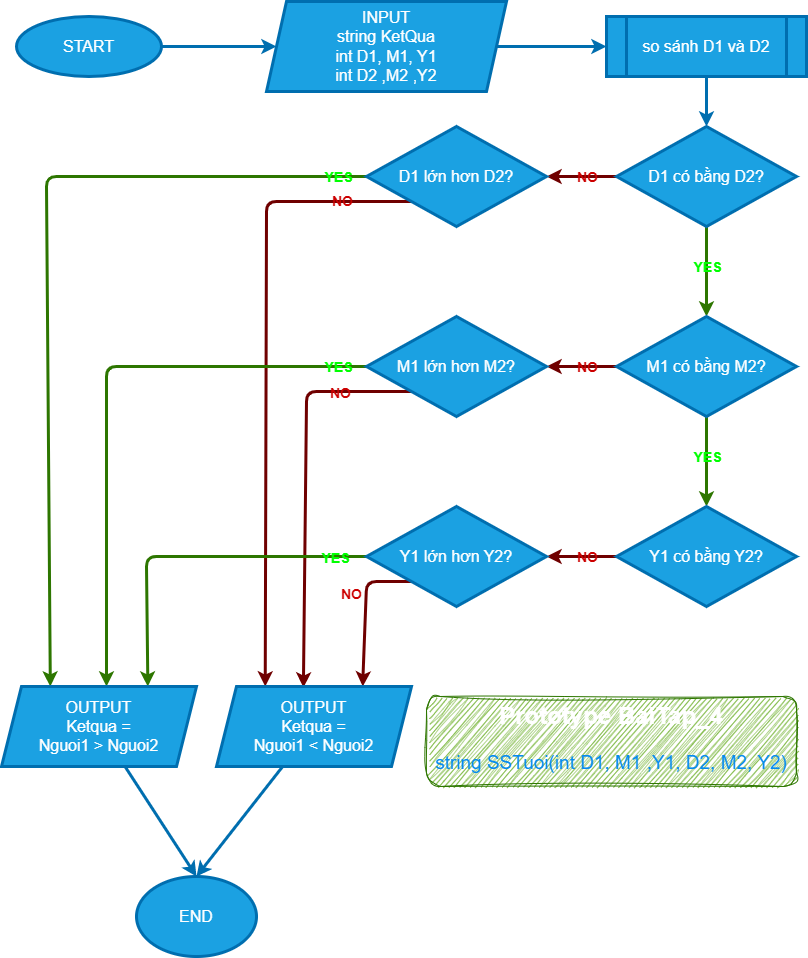 START
INPUT
string KetQua
int D1, M1, Y1
int D2 ,M2 ,Y2
so sánh D1 và D2
D1 có bằng D2?
NO
D1 lớn hơn D2?
YES
NO
YES
M1 có bằng M2?
NO
M1 lớn hơn M2?
YES
NO
YES
Y1 có bằng Y2?
NO
Y1 lớn hơn Y2?
YES
NO
OUTPUT
Ketqua =
Nguoi1 > Nguoi2
OUTPUT
Ketqua =
Nguoi1 < Nguoi2
Prototype BaiTap_4
string SSTuoi(int D1, M1 ,Y1, D2, M2, Y2)
END